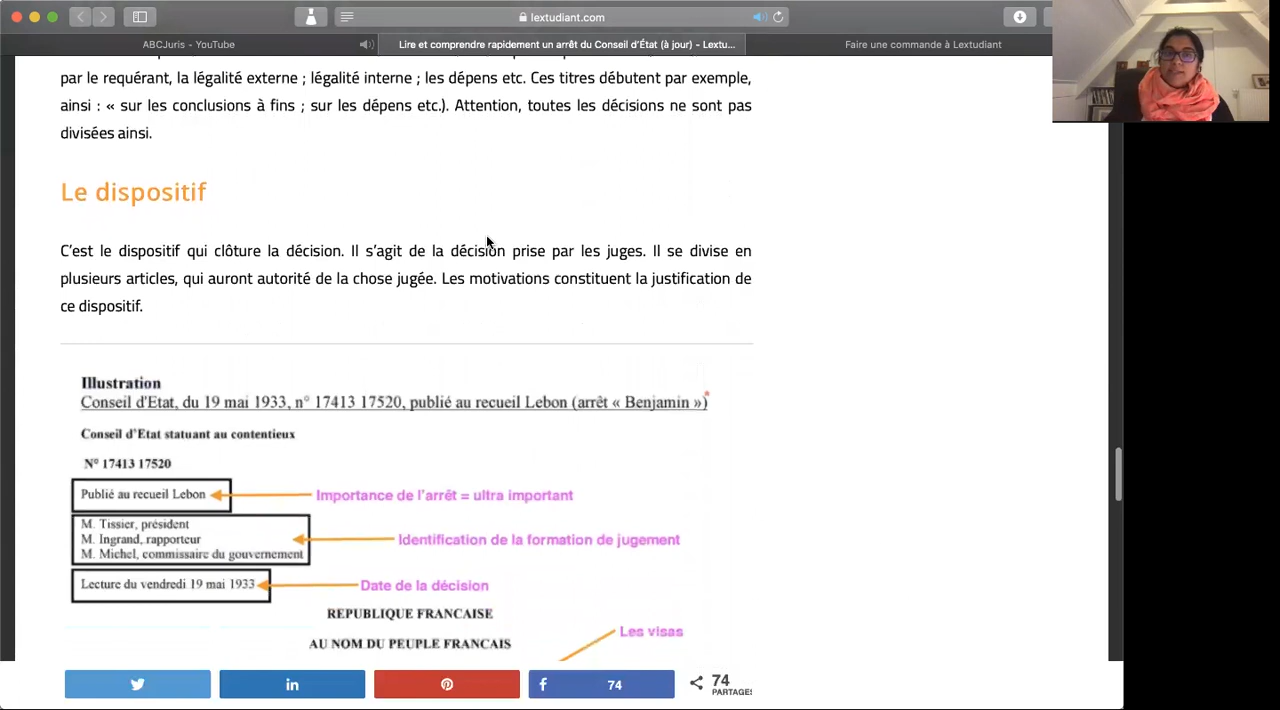 lextudiant.com
ABCJuris - YouTube
Lire et comprendre rapidement un arrêt du Conseil d'État (à jour) - Lextu...
Faire une commande à Lextudiant
par le requérant, la légalité externe ; légalité interne ; les dépens etc. Ces titres débutent par exemple,
ainsi : « sur les conclusions à fins ; sur les dépens etc.). Attention, toutes les décisions ne sont pas
divisées ainsi.
Le dispositif
C'est le dispositif qui clôture la décision. Il s'agit de la décision prise par les juges. Il se divise en
plusieurs articles, qui auront autorité de la chose jugée. Les motivations constituent la justification de
ce dispositif.
Illustration
Conseil d'Etat, du 19 mai 1933, n° 17413 17520, publié au recueil Lebon (arrêt « Benjamin »)
Conseil d'Etat statuant au contentieux
N° 17413 17520
Publié au recueil Lebon
Importance de l'arrêt = ultra important
M. Tissier, président
M. Ingrand, rapporteur
M. Michel, commissaire du gouvernement
Identification de la formation de jugement
Lecture du vendredi 19 mai 1933
Date de la décision
REPUBLIQUE FRANCAISE
Les visas
AU NOM DU PEUPLE FRANCAIS
74
74
PARTAGES